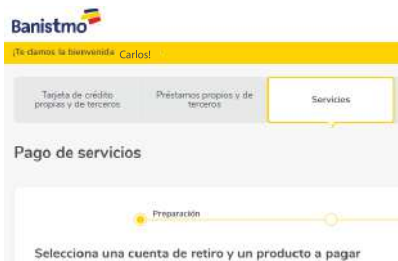 Banistmo
¡Te damos la bienvenida Carlos!
Tarjeta de crédito
propias y de terceros
Préstamos propios y de
terceros
Servicios
Pago de servicios
Preparación
Selecciona una cuenta de retiro y un producto a pagar